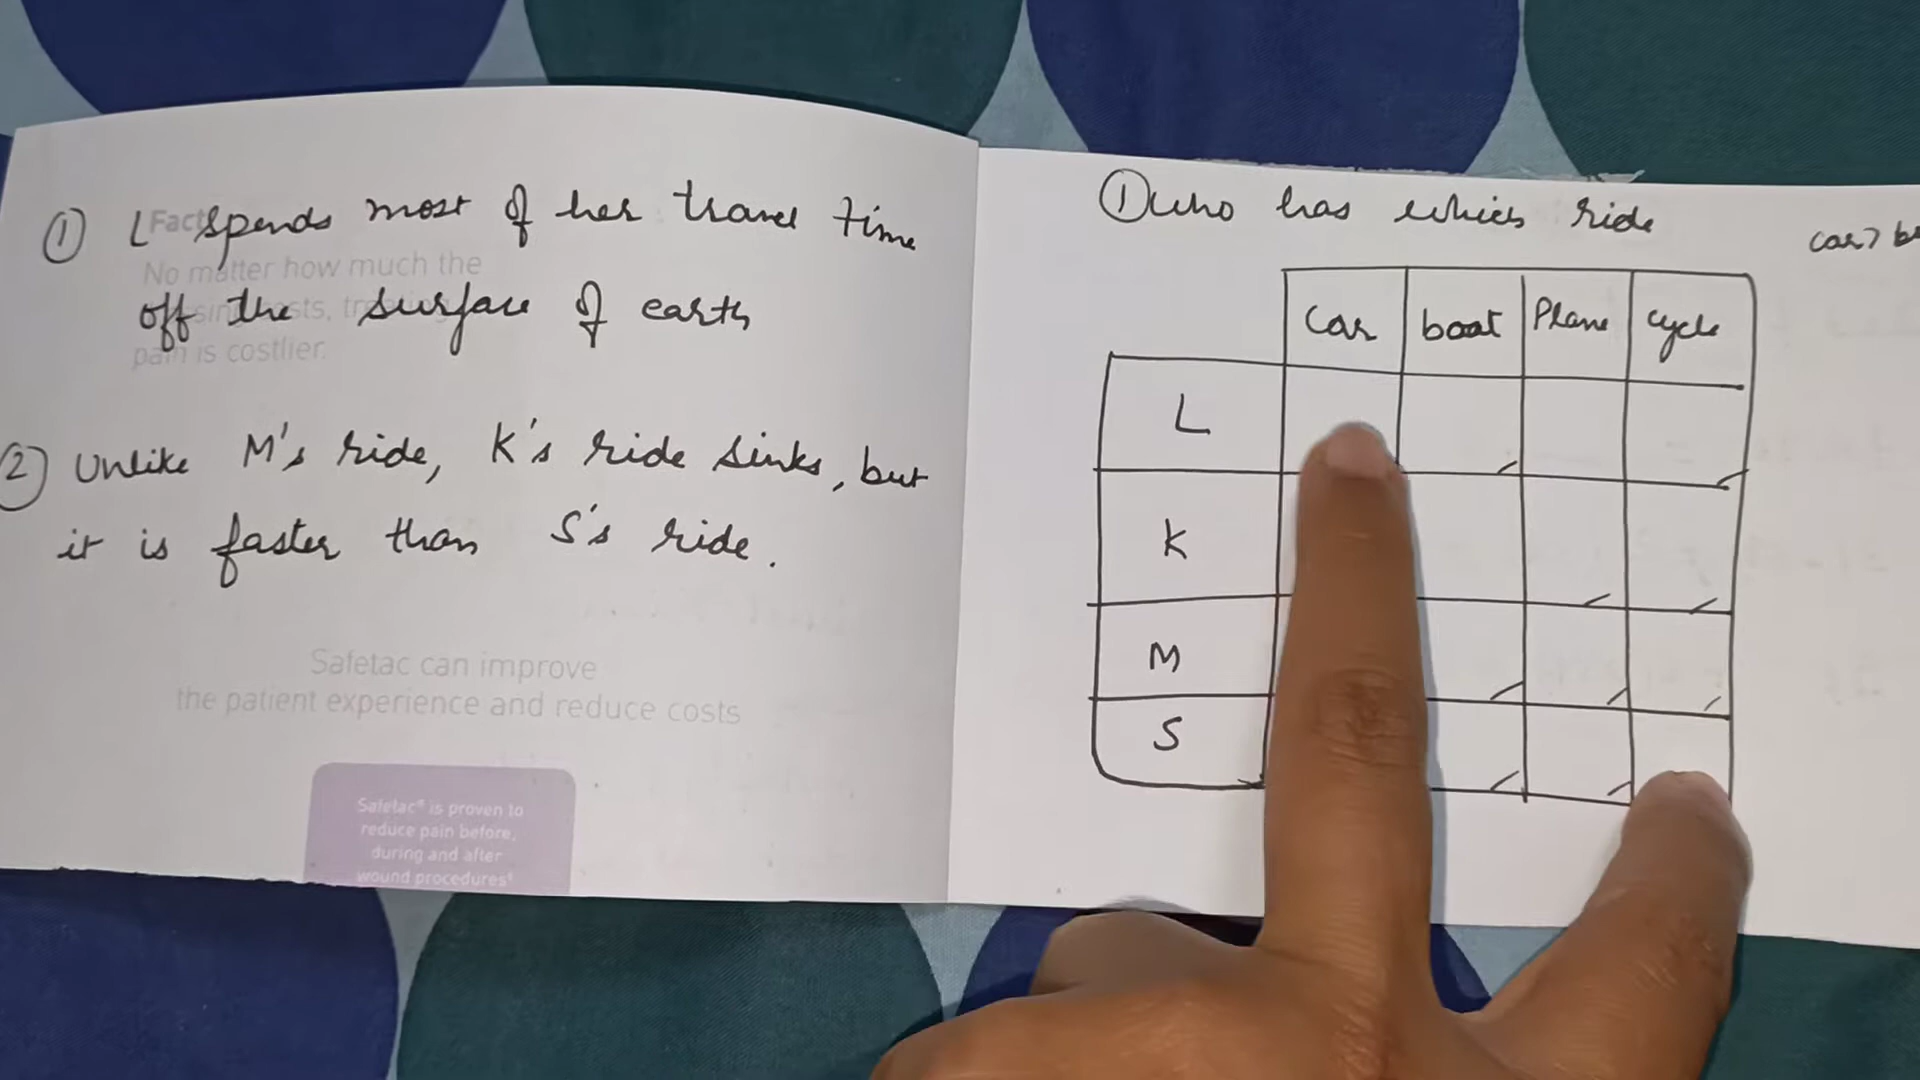 ① L spends most of her travel time
off the surface of earth
② Unlike M's ride, K's ride sinks, but
it is faster than S's ride.
Fact
No matter how much the
pain is costlier.
Safetac can improve
the patient experience and reduce costs
Safetac® is proven to
reduce pain before,
during and after
wound procedures⁶
① who has which ride
car >
Car boat Plane cycle
L
K
M
S